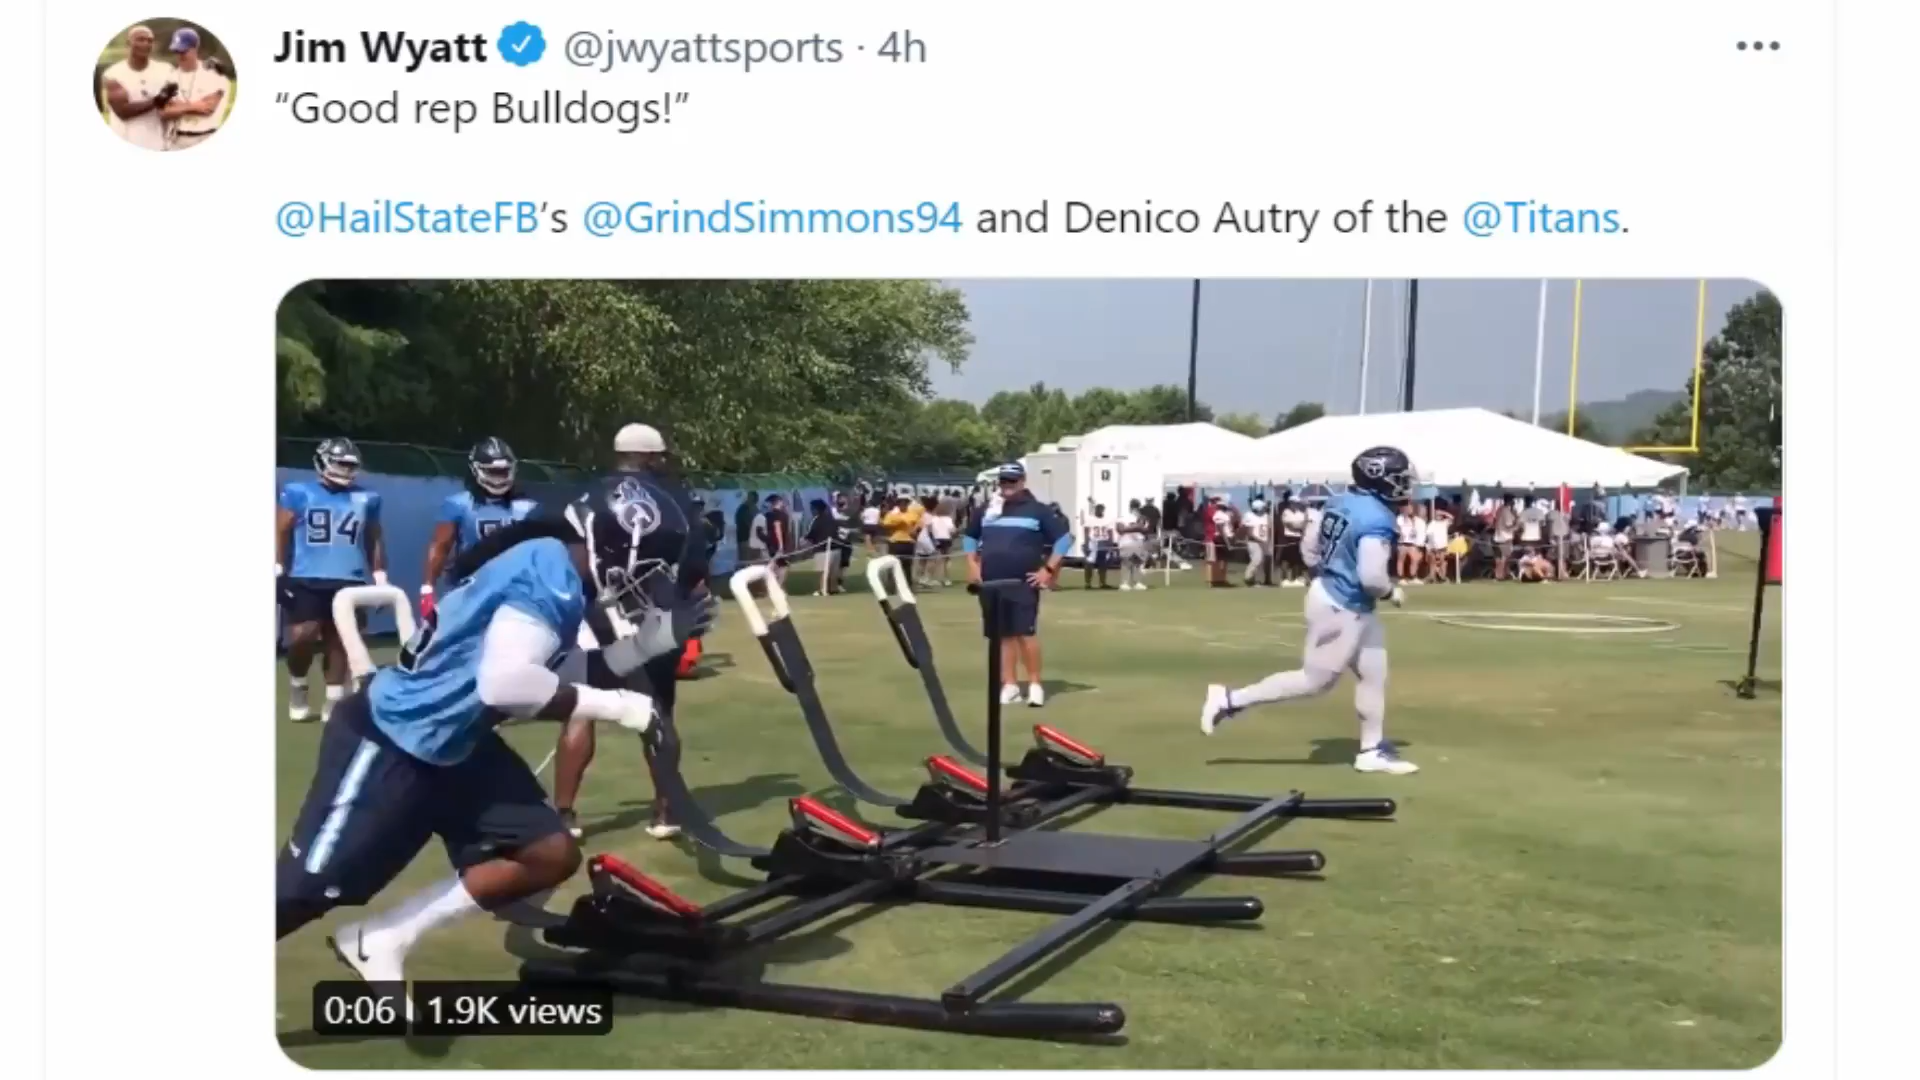 Jim Wyatt @jwyattsports · 4h
“Good rep Bulldogs!”
@HailStateFB’s @GrindSimmons94 and Denico Autry of the @Titans.
94
0:06 1.9K views